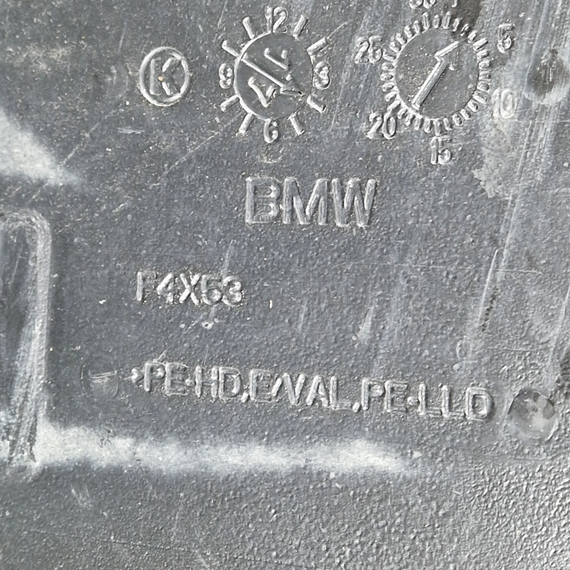 K 12 3 6 9
5 10 15 20 25
BMW
F4X53
·PE-HD,E/VAL,PE-LLD